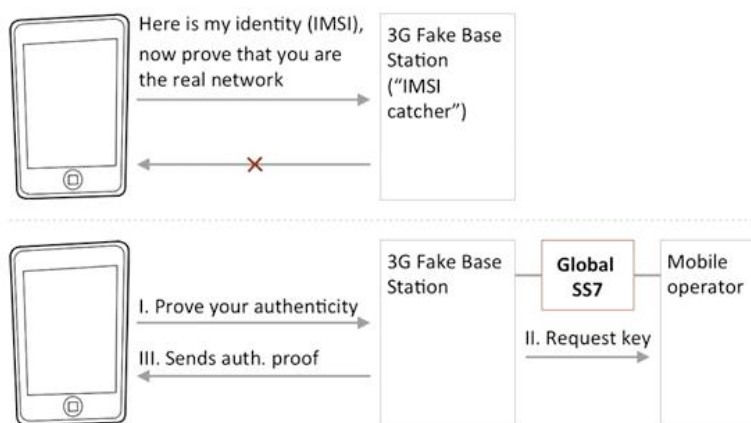 Here is my identity (IMSI),
now prove that you are
the real network
3G Fake Base
Station
(“IMSI
catcher”)
3G Fake Base
Station
Global
SS7
Mobile
operator
I. Prove your authenticity
II. Request key
III. Sends auth. proof